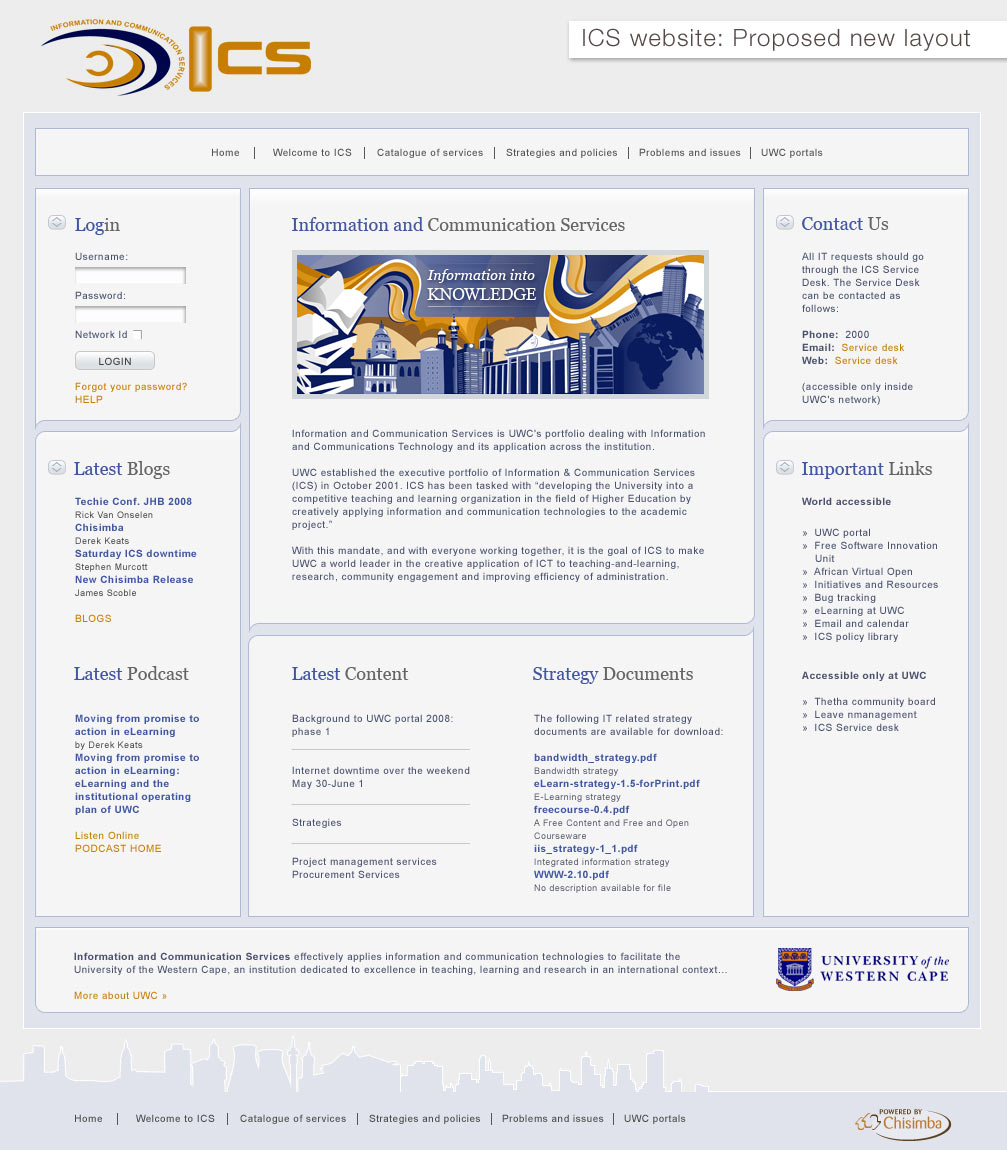 INFORMATION AND COMMUNICATION SERVICES
ICS
ICS website: Proposed new layout
Home
Welcome to ICS
Catalogue of services
Strategies and policies
Problems and issues
UWC portals
Login
Username:
Password:
Network Id
LOGIN
Forgot your password?
HELP
Latest Blogs
Techie Conf. JHB 2008
Rick Van Onselen
Chisimba
Derek Keats
Saturday ICS downtime
Stephen Murcott
New Chisimba Release
James Scoble
BLOGS
Latest Podcast
Moving from promise to
action in eLearning
by Derek Keats
Moving from promise to
action in eLearning:
eLearning and the
institutional operating
plan of UWC
Listen Online
PODCAST HOME
Information and Communication Services
Information into
KNOWLEDGE
Information and Communication Services is UWC's portfolio dealing with Information
and Communications Technology and its application across the institution.
UWC established the executive portfolio of Information & Communication Services
(ICS) in October 2001. ICS has been tasked with “developing the University into a
competitive teaching and learning organization in the field of Higher Education by
creatively applying information and communication technologies to the academic
project.”
With this mandate, and with everyone working together, it is the goal of ICS to make
UWC a world leader in the creative application of ICT to teaching-and-learning,
research, community engagement and improving efficiency of administration.
Latest Content
Background to UWC portal 2008:
phase 1
Internet downtime over the weekend
May 30-June 1
Strategies
Project management services
Procurement Services
Strategy Documents
The following IT related strategy
documents are available for download:
bandwidth_strategy.pdf
Bandwidth strategy
eLearn-strategy-1.5-forPrint.pdf
E-Learning strategy
freecourse-0.4.pdf
A Free Content and Free and Open
Courseware
iis_strategy-1_1.pdf
Integrated information strategy
WWW-2.10.pdf
No description available for file
Contact Us
All IT requests should go
through the ICS Service
Desk. The Service Desk
can be contacted as
follows:
Phone: 2000
Email: Service desk
Web: Service desk
(accessible only inside
UWC's network)
Important Links
World accessible
» UWC portal
» Free Software Innovation
Unit
» African Virtual Open
» Initiatives and Resources
» Bug tracking
» eLearning at UWC
» Email and calendar
» ICS policy library
Accessible only at UWC
» Thetha community board
» Leave nmanagement
» ICS Service desk
Information and Communication Services effectively applies information and communication technologies to facilitate the
University of the Western Cape, an institution dedicated to excellence in teaching, learning and research in an international context...
More about UWC »
UNIVERSITY of the
WESTERN CAPE
Home
Welcome to ICS
Catalogue of services
Strategies and policies
Problems and issues
UWC portals
POWERED BY
Chisimba